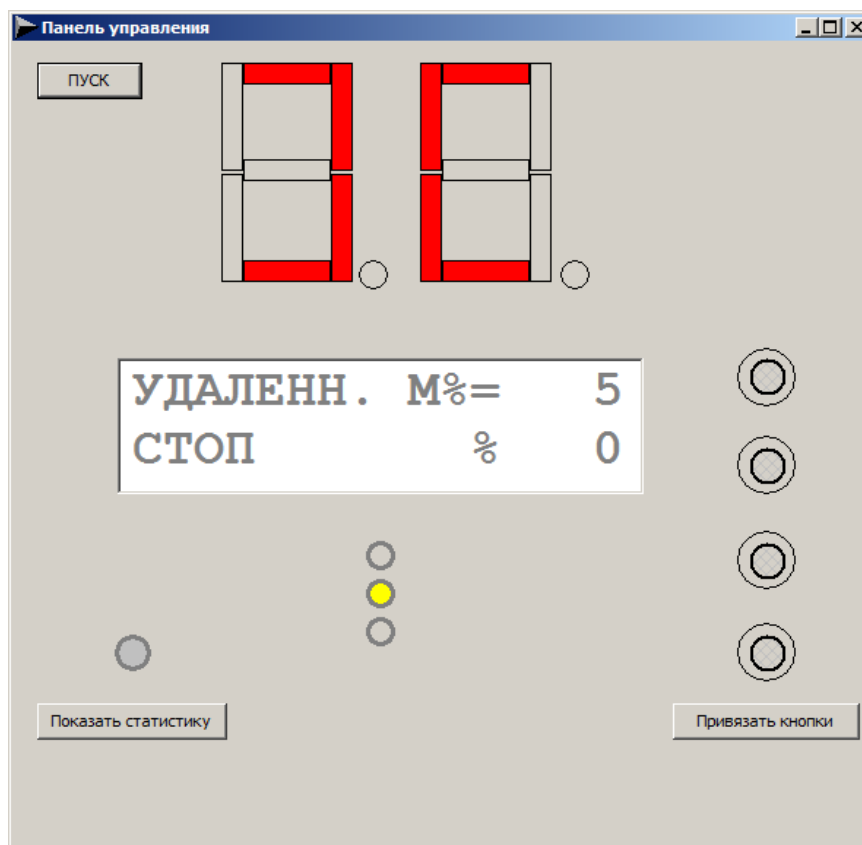 Панель управления
ПУСК
УДАЛЕНН. М%= 5
СТОП % 0
Показать статистику
Привязать кнопки